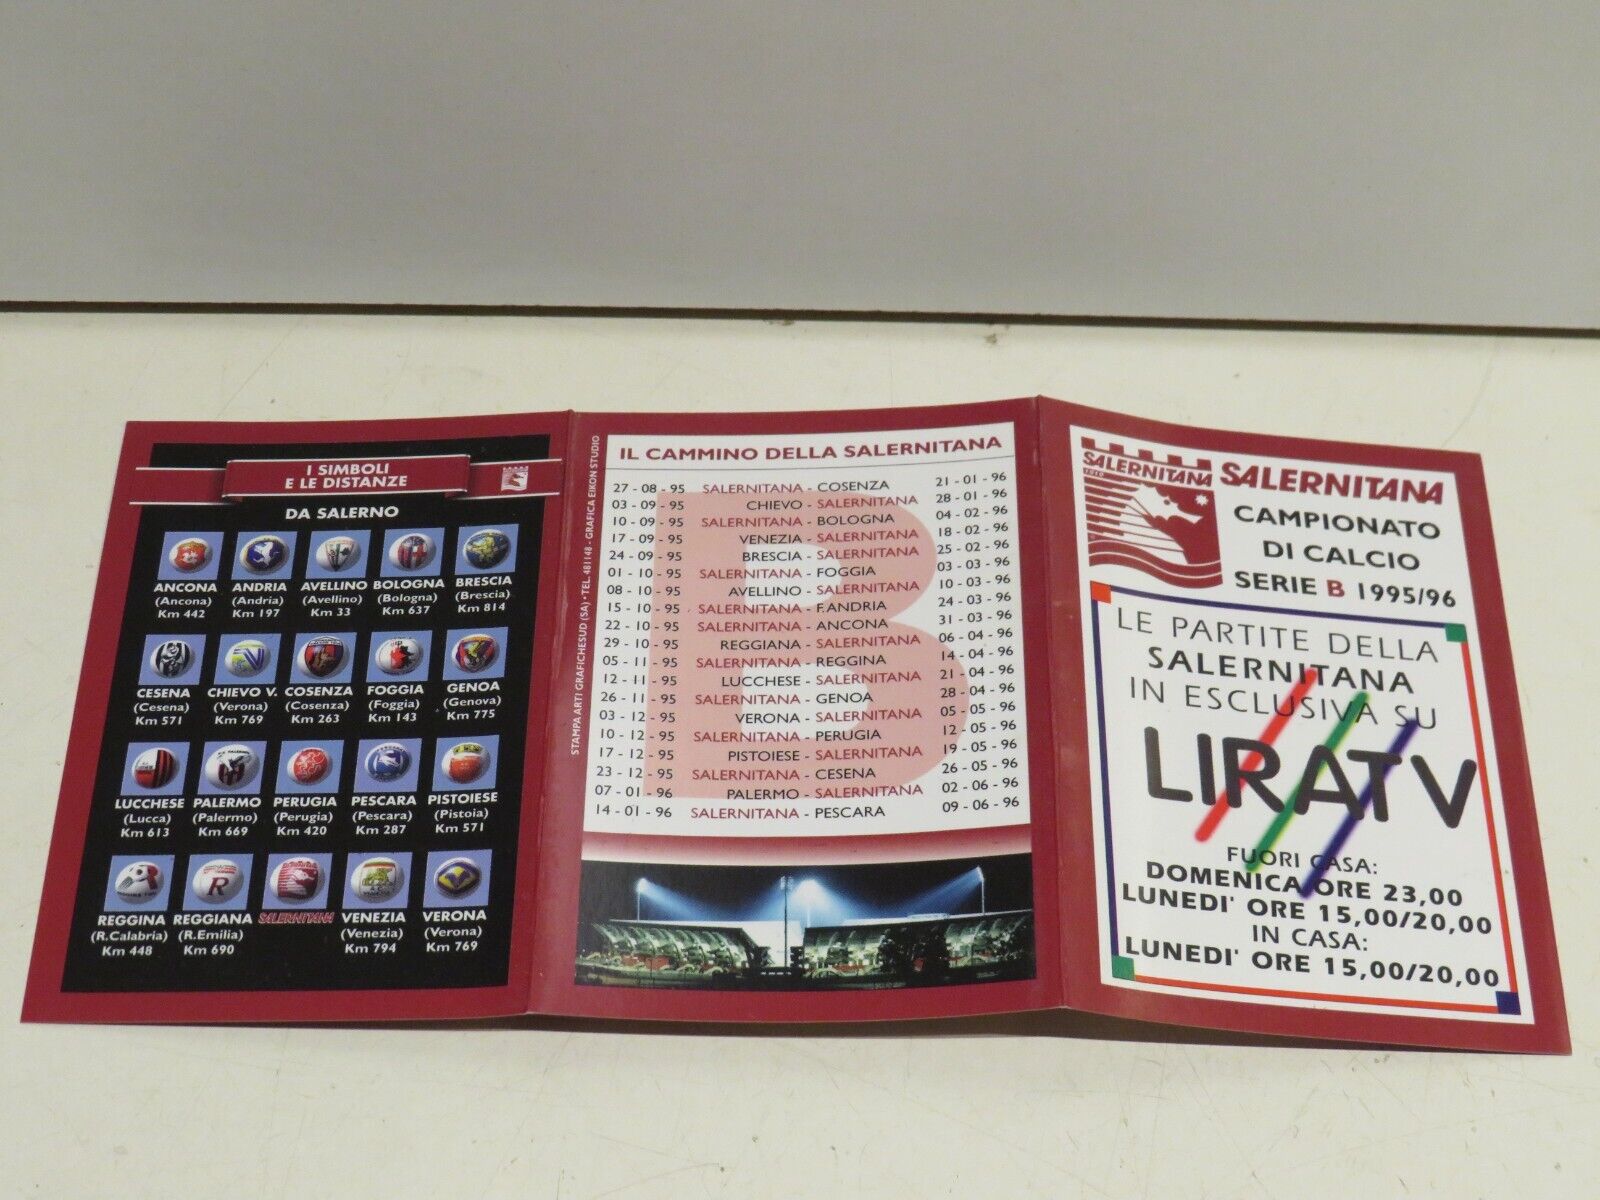 I SIMBOLI
E LE DISTANZE
DA SALERNO
ANCONA
(Ancona)
Km 442
ANDRIA
(Andria)
Km 197
AVELLINO
(Avellino)
Km 33
BOLOGNA
(Bologna)
Km 637
BRESCIA
(Brescia)
Km 814
CESENA
(Cesena)
Km 571
CHIEVO V.
(Verona)
Km 769
COSENZA
(Cosenza)
Km 263
FOGGIA
(Foggia)
Km 143
GENOA
(Genova)
Km 775
LUCCHESE
(Lucca)
Km 613
PALERMO
(Palermo)
Km 669
PERUGIA
(Perugia)
Km 420
PESCARA
(Pescara)
Km 287
PISTOIESE
(Pistoia)
Km 571
REGGINA
(R.Calabria)
Km 448
REGGIANA
(R.Emilia)
Km 690
SALERNITANA
VENEZIA
(Venezia)
Km 794
VERONA
(Verona)
Km 769
STAMPA ARTI GRAFICHESUD (SA) • TEL. 481148 - GRAFICA EIKON STUDIO
IL CAMMINO DELLA SALERNITANA
27 - 08 - 95 SALERNITANA - COSENZA 21 - 01 - 96
03 - 09 - 95 CHIEVO - SALERNITANA 28 - 01 - 96
10 - 09 - 95 SALERNITANA - BOLOGNA 04 - 02 - 96
17 - 09 - 95 VENEZIA - SALERNITANA 18 - 02 - 96
24 - 09 - 95 BRESCIA - SALERNITANA 25 - 02 - 96
01 - 10 - 95 SALERNITANA - FOGGIA 03 - 03 - 96
08 - 10 - 95 AVELLINO - SALERNITANA 10 - 03 - 96
15 - 10 - 95 SALERNITANA - F.ANDRIA 24 - 03 - 96
22 - 10 - 95 SALERNITANA - ANCONA 31 - 03 - 96
29 - 10 - 95 REGGIANA - SALERNITANA 06 - 04 - 96
05 - 11 - 95 SALERNITANA - REGGINA 14 - 04 - 96
12 - 11 - 95 LUCCHESE - SALERNITANA 21 - 04 - 96
26 - 11 - 95 SALERNITANA - GENOA 28 - 04 - 96
03 - 12 - 95 VERONA - SALERNITANA 05 - 05 - 96
10 - 12 - 95 SALERNITANA - PERUGIA 12 - 05 - 96
17 - 12 - 95 PISTOIESE - SALERNITANA 19 - 05 - 96
23 - 12 - 95 SALERNITANA - CESENA 26 - 05 - 96
07 - 01 - 96 PALERMO - SALERNITANA 02 - 06 - 96
14 - 01 - 96 SALERNITANA - PESCARA 09 - 06 - 96
B
SALERNITANA
1919
SALERNITANA
CAMPIONATO
DI CALCIO
SERIE B 1995/96
LE PARTITE DELLA
SALERNITANA
IN ESCLUSIVA SU
LIRATV
FUORI CASA:
DOMENICA ORE 23,00
LUNEDI' ORE 15,00/20,00
IN CASA:
LUNEDI' ORE 15,00/20,00